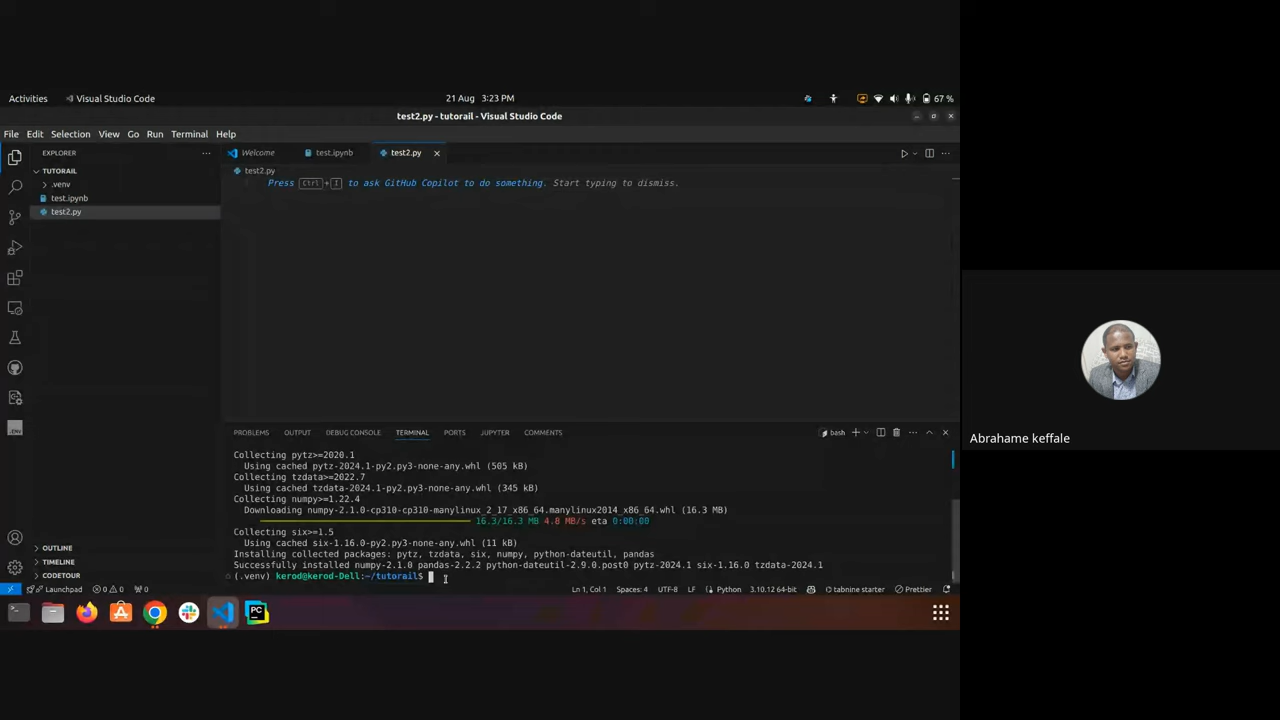 Activities Visual Studio Code 21 Aug 3:23 PM 67 %
test2.py - tutorail - Visual Studio Code
File Edit Selection View Go Run Terminal Help
EXPLORER ... Welcome test.ipynb test2.py
TUTORAIL test2.py
.venv Press Ctrl+I to ask GitHub Copilot to do something. Start typing to dismiss.
test.ipynb
test2.py
PROBLEMS OUTPUT DEBUG CONSOLE TERMINAL PORTS JUPYTER COMMENTS bash
Collecting pytz>=2020.1
Using cached pytz-2024.1-py2.py3-none-any.whl (505 kB)
Collecting tzdata>=2022.7
Using cached tzdata-2024.1-py2.py3-none-any.whl (345 kB)
Collecting numpy>=1.22.4
Downloading numpy-2.1.0-cp310-cp310-manylinux_2_17_x86_64.manylinux2014_x86_64.whl (16.3 MB)
16.3/16.3 MB 4.8 MB/s eta 0:00:00
Collecting six>=1.5
Using cached six-1.16.0-py2.py3-none-any.whl (11 kB)
Installing collected packages: pytz, tzdata, six, numpy, python-dateutil, pandas
Successfully installed numpy-2.1.0 pandas-2.2.2 python-dateutil-2.9.0.post0 pytz-2024.1 six-1.16.0 tzdata-2024.1
(.venv) kerod@kerod-Dell:~/tutorail$
.ENV
OUTLINE
TIMELINE
CODETOUR
Launchpad 0 0 0 Ln 1, Col 1 Spaces: 4 UTF-8 LF Python 3.10.12 64-bit tabnine starter Prettier
PC
Abrahame keffale